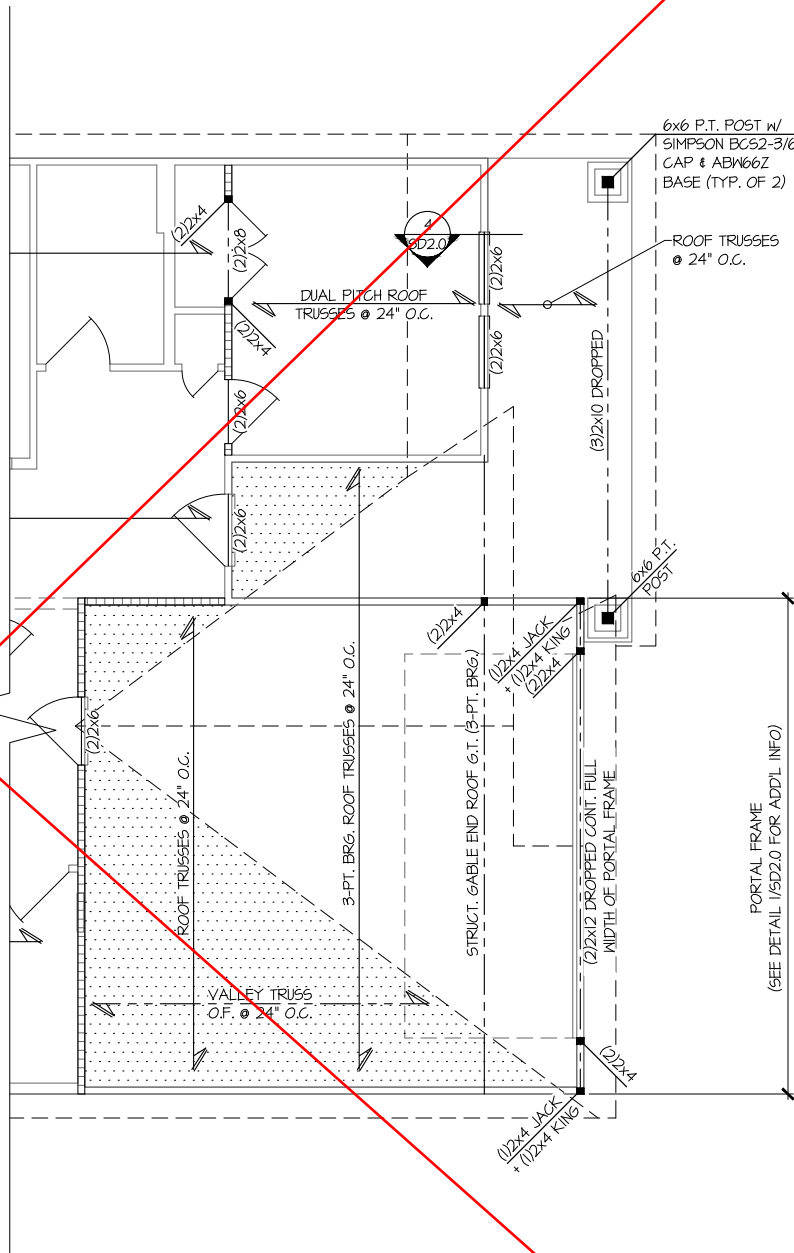 6x6 P.T. POST W/
SIMPSON BCS2-3/6
CAP & ABW66Z
BASE (TYP. OF 2)
ROOF TRUSSES
@ 24" O.C.
(2)2x4
(2)2x8
4
SD2.0
(2)2x6
DUAL PITCH ROOF
TRUSSES @ 24" O.C.
(2)2x4
(2)2x6
(3)2x10 DROPPED
(2)2x6
(2)2x6
6x6 P.T.
POST
(2)2x4
(1)2x4 JACK
+ (1)2x4 KING
(2)2x4
(2)2x6
ROOF TRUSSES @ 24" O.C.
3-PT. BRG. ROOF TRUSSES @ 24" O.C.
STRUCT. GABLE END ROOF G.T. (3-PT. BRG.)
(2)2x12 DROPPED CONT. FULL
WIDTH OF PORTAL FRAME
PORTAL FRAME
(SEE DETAIL 1/SD2.0 FOR ADD'L INFO)
VALLEY TRUSS
O.F. @ 24" O.C.
(2)2x4
(1)2x4 JACK
+ (1)2x4 KING